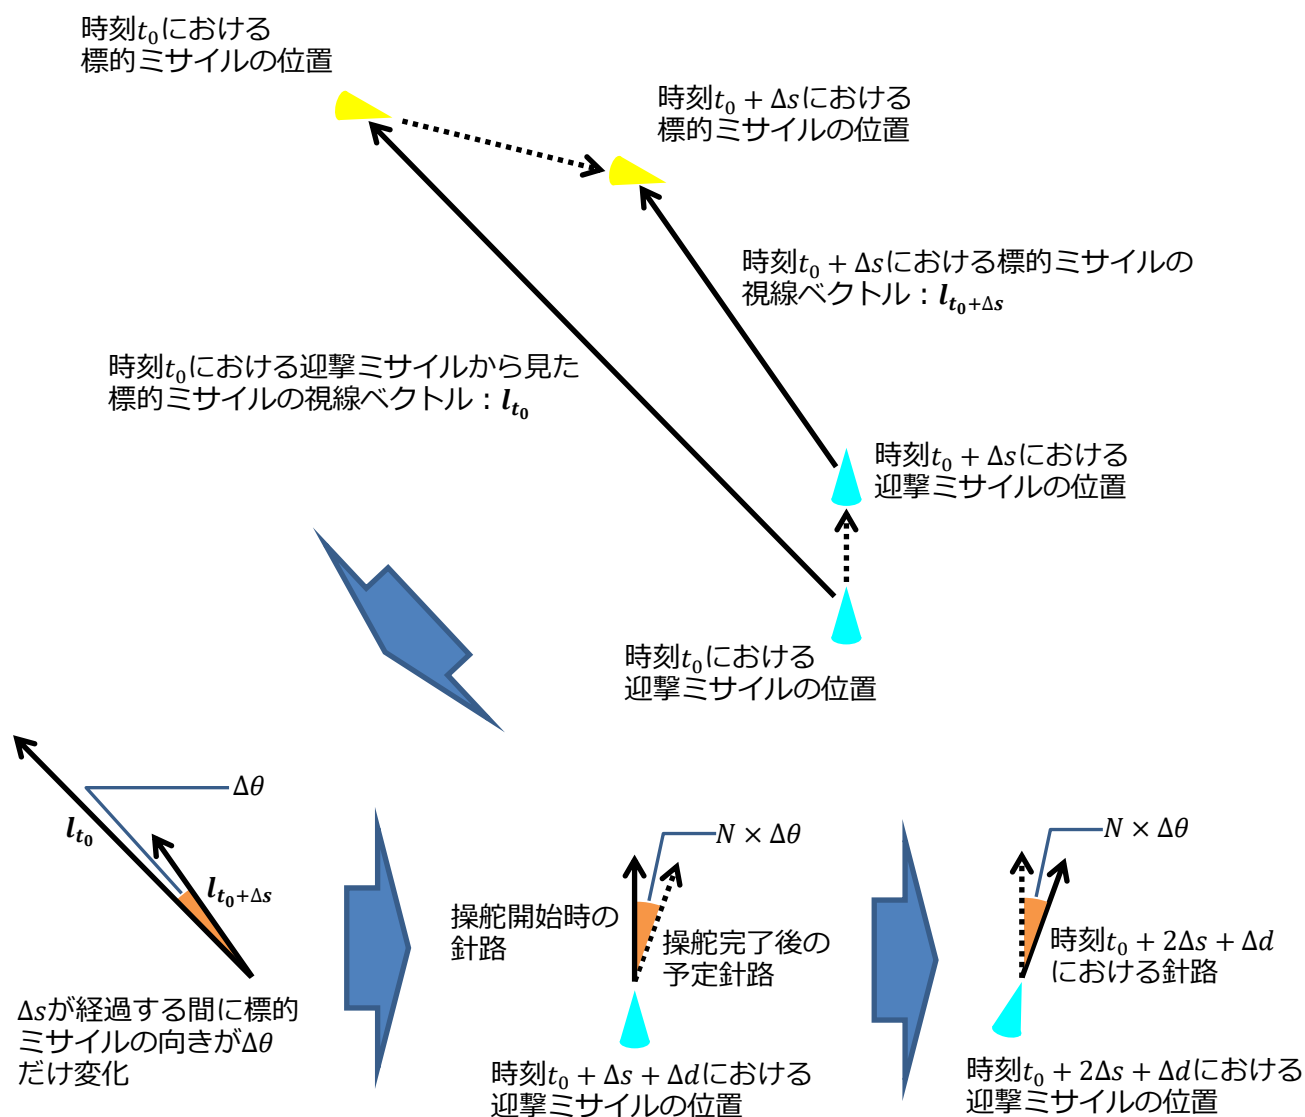 時刻t₀における
標的ミサイルの位置
時刻t₀ + Δsにおける
標的ミサイルの位置
時刻t₀ + Δsにおける標的ミサイルの
視線ベクトル：l_{t₀+Δs}
時刻t₀における迎撃ミサイルから見た
標的ミサイルの視線ベクトル：l_{t₀}
時刻t₀ + Δsにおける
迎撃ミサイルの位置
時刻t₀における
迎撃ミサイルの位置
Δθ
l_{t₀}
l_{t₀+Δs}
Δsが経過する間に標的
ミサイルの向きがΔθ
だけ変化
N × Δθ
操舵開始時の
針路
操舵完了後の
予定針路
時刻t₀ + Δs + Δdにおける
迎撃ミサイルの位置
N × Δθ
時刻t₀ + 2Δs + Δd
における針路
時刻t₀ + 2Δs + Δdにおける
迎撃ミサイルの位置